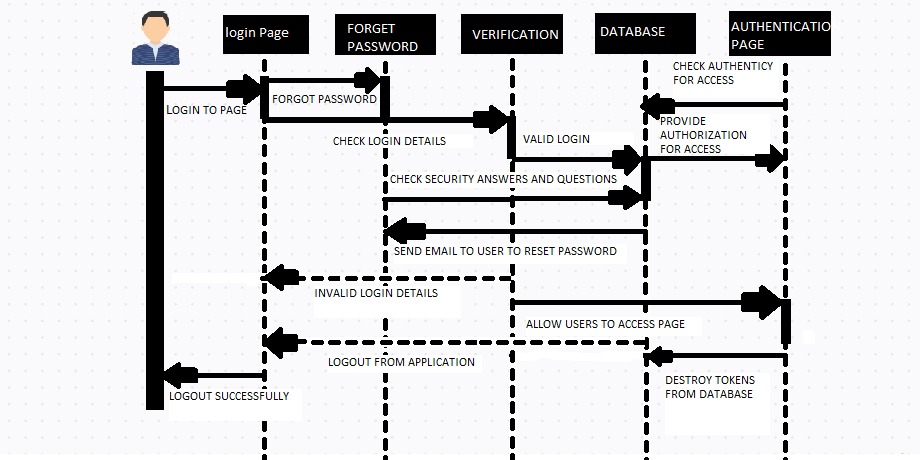 login Page
FORGET
PASSWORD
VERIFICATION
DATABASE
AUTHENTICATIO
PAGE
CHECK AUTHENTICY
FOR ACCESS
LOGIN TO PAGE
FORGOT PASSWORD
PROVIDE
AUTHORIZATION
FOR ACCESS
CHECK LOGIN DETAILS
VALID LOGIN
CHECK SECURITY ANSWERS AND QUESTIONS
SEND EMAIL TO USER TO RESET PASSWORD
INVALID LOGIN DETAILS
ALLOW USERS TO ACCESS PAGE
LOGOUT FROM APPLICATION
DESTROY TOKENS
FROM DATABASE
LOGOUT SUCCESSFULLY